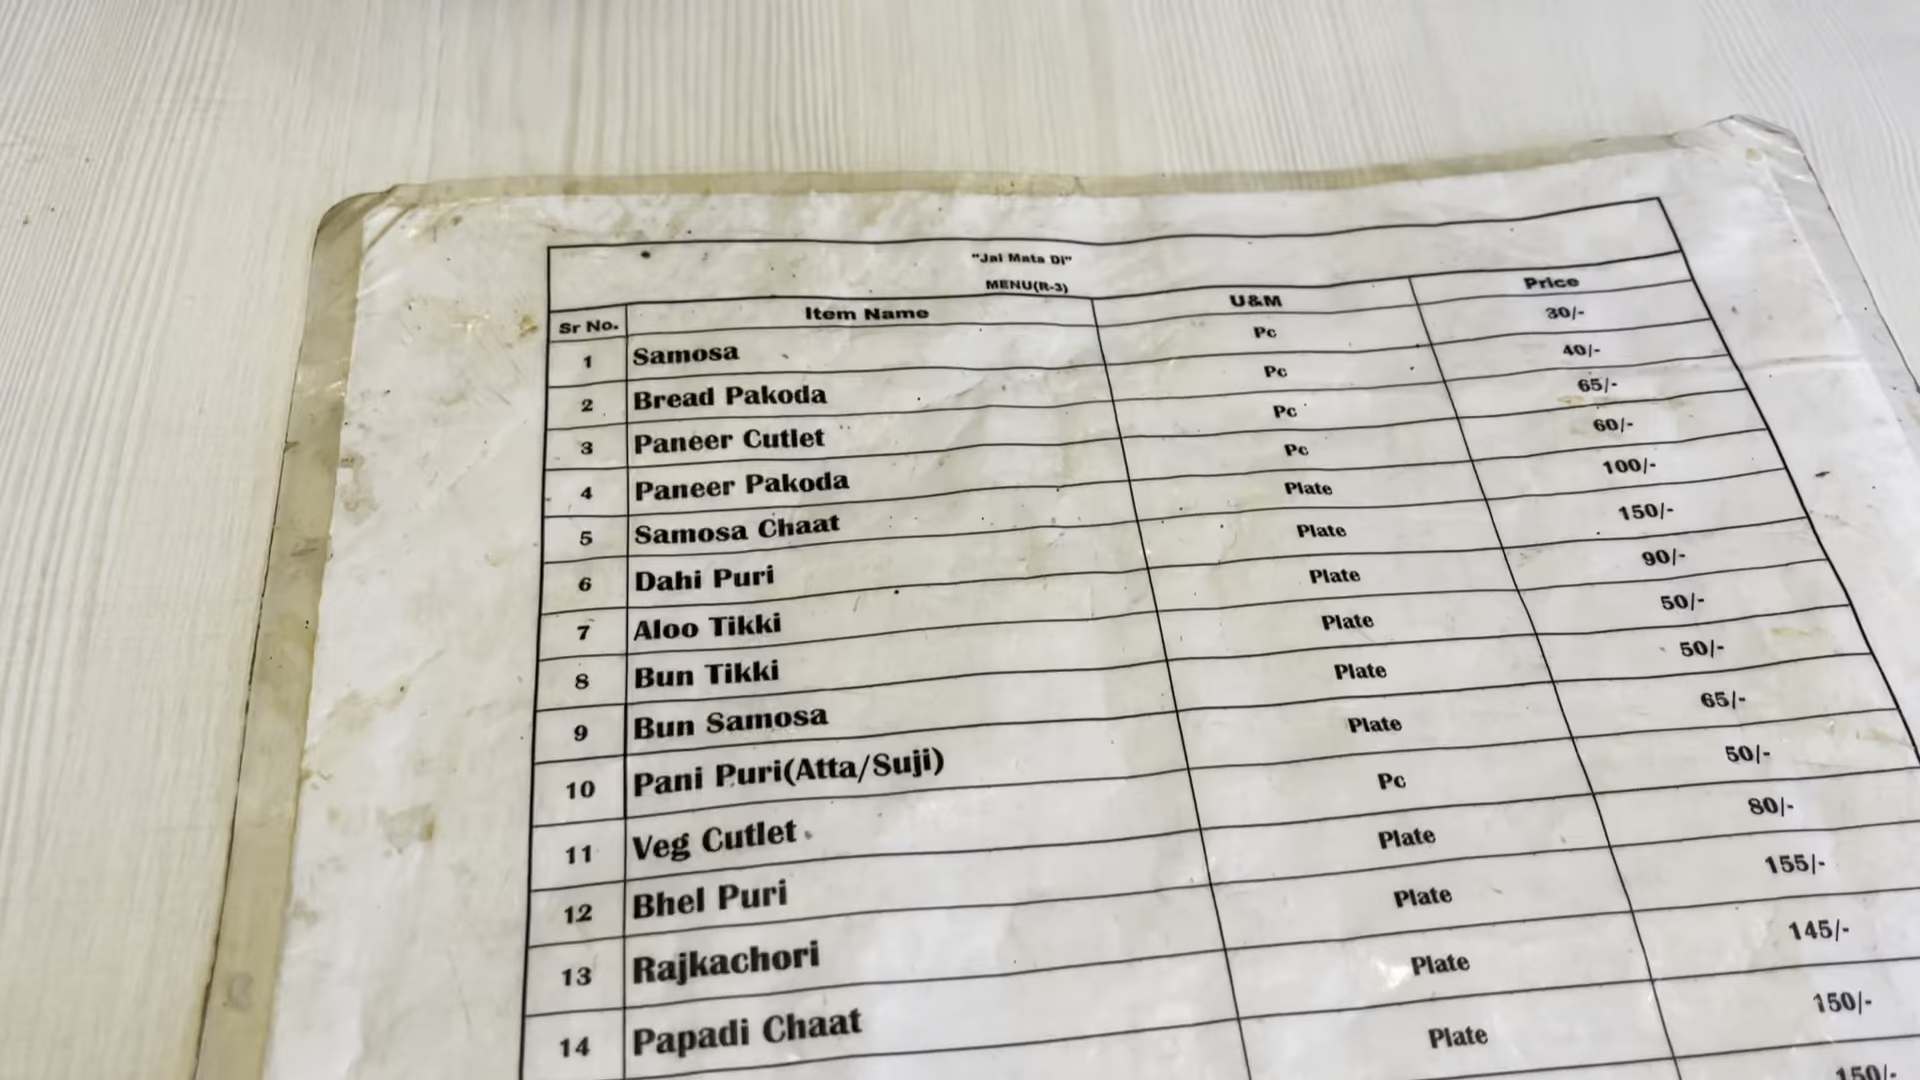 "Jai Mata Di"
MENU(R-3)
Sr No. Item Name U&M Price
1 Samosa Pc 30/-
2 Bread Pakoda Pc 40/-
3 Paneer Cutlet Pc 65/-
4 Paneer Pakoda Pc 60/-
5 Samosa Chaat Plate 100/-
6 Dahi Puri Plate 150/-
7 Aloo Tikki Plate 90/-
8 Bun Tikki Plate 50/-
9 Bun Samosa Plate 50/-
10 Pani Puri(Atta/Suji) Plate 65/-
11 Veg Cutlet Pc 50/-
12 Bhel Puri Plate 80/-
13 Rajkachori Plate 155/-
14 Papadi Chaat Plate 145/-
Plate 150/-
150/-